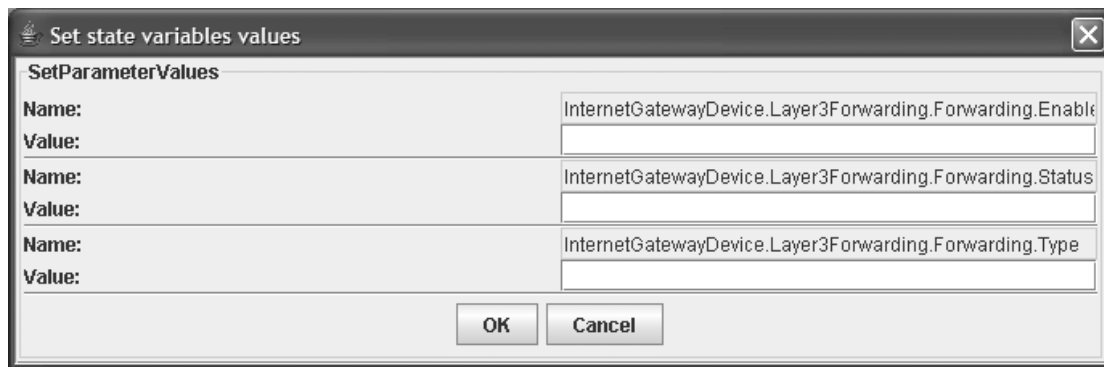 Set state variables values
SetParameterValues
Name: InternetGatewayDevice.Layer3Forwarding.Forwarding.Enable
Value:
Name: InternetGatewayDevice.Layer3Forwarding.Forwarding.Status
Value:
Name: InternetGatewayDevice.Layer3Forwarding.Forwarding.Type
Value:
OK Cancel